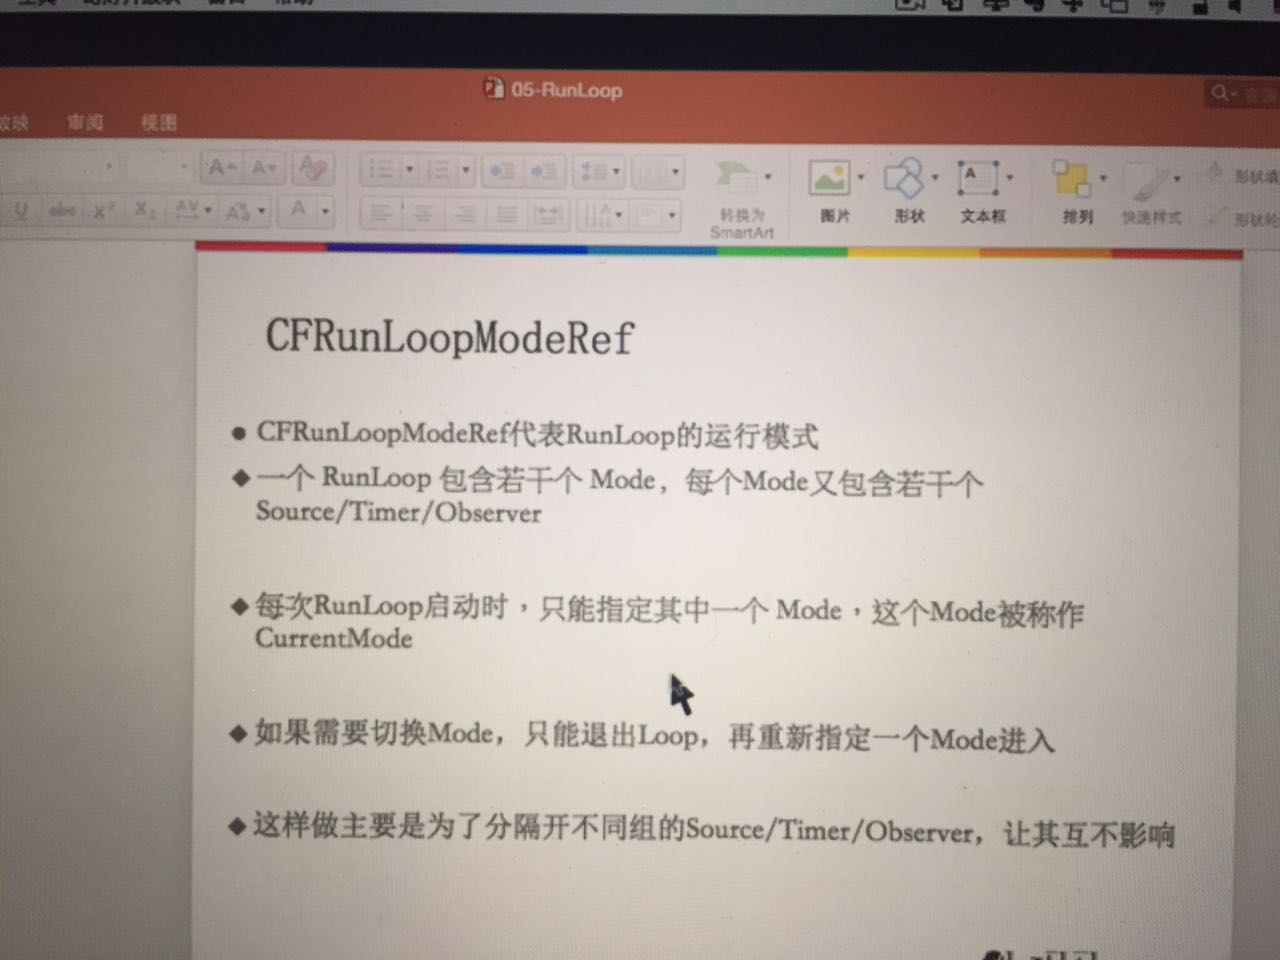 05-RunLoop
审阅 视图
转换为
SmartArt
图片
形状
文本框
排列
快速样式
CFRunLoopModeRef
CFRunLoopModeRef代表RunLoop的运行模式
一个 RunLoop 包含若干个 Mode，每个Mode又包含若干个
Source/Timer/Observer
每次RunLoop启动时，只能指定其中一个 Mode，这个Mode被称作
CurrentMode
如果需要切换Mode，只能退出Loop，再重新指定一个Mode进入
这样做主要是为了分隔开不同组的Source/Timer/Observer，让其互不影响